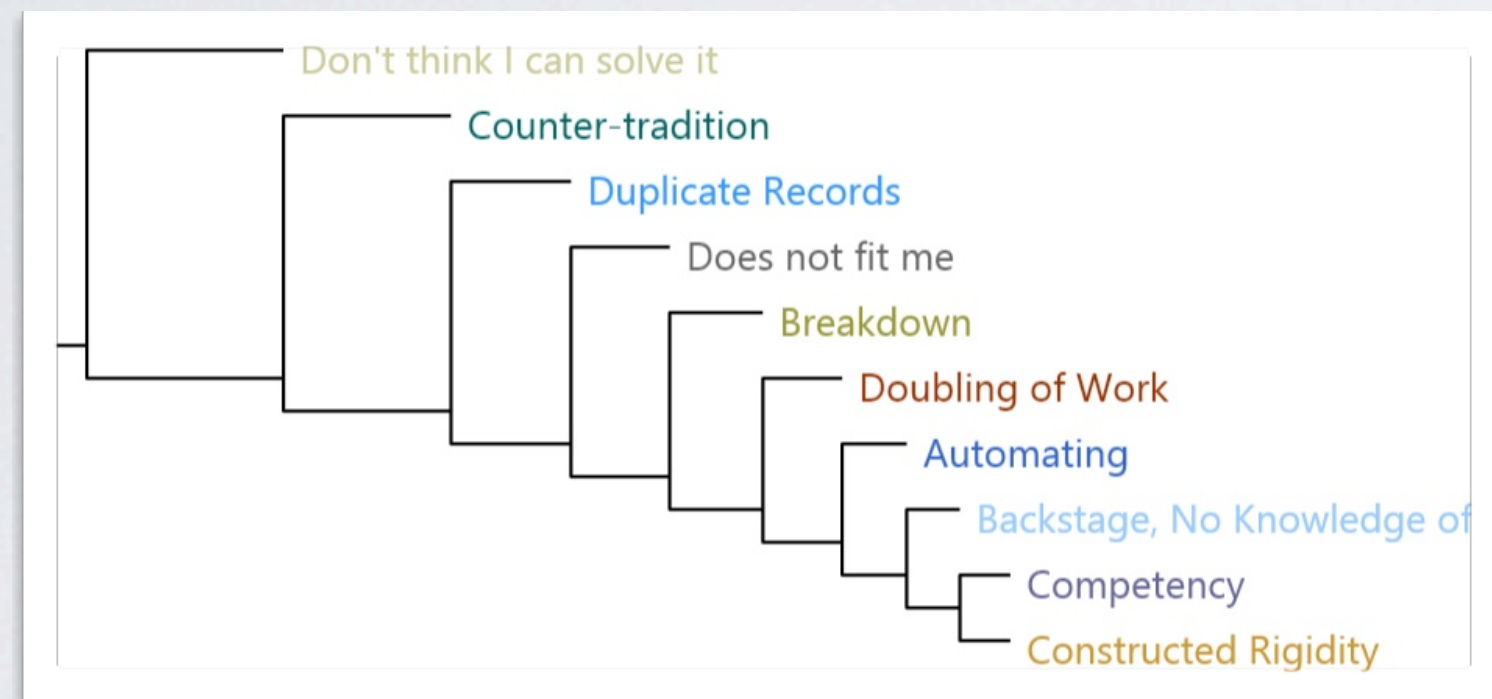 Don't think I can solve it
Counter-tradition
Duplicate Records
Does not fit me
Breakdown
Doubling of Work
Automating
Backstage, No Knowledge of
Competency
Constructed Rigidity